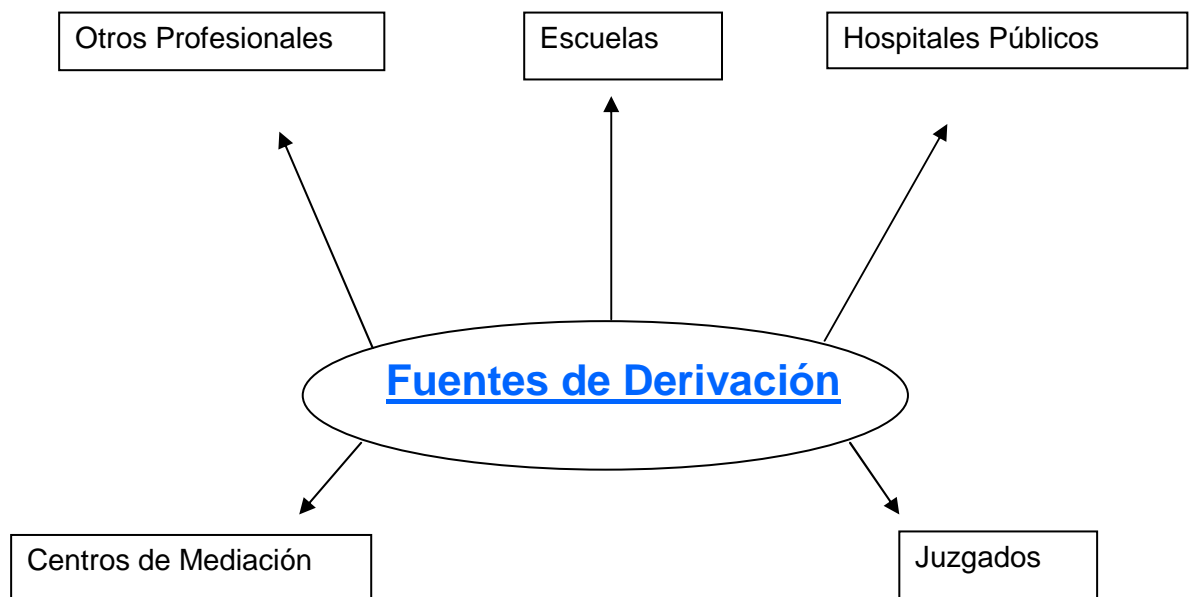 Otros Profesionales
Escuelas
Hospitales Públicos
Fuentes de Derivación
Centros de Mediación
Juzgados